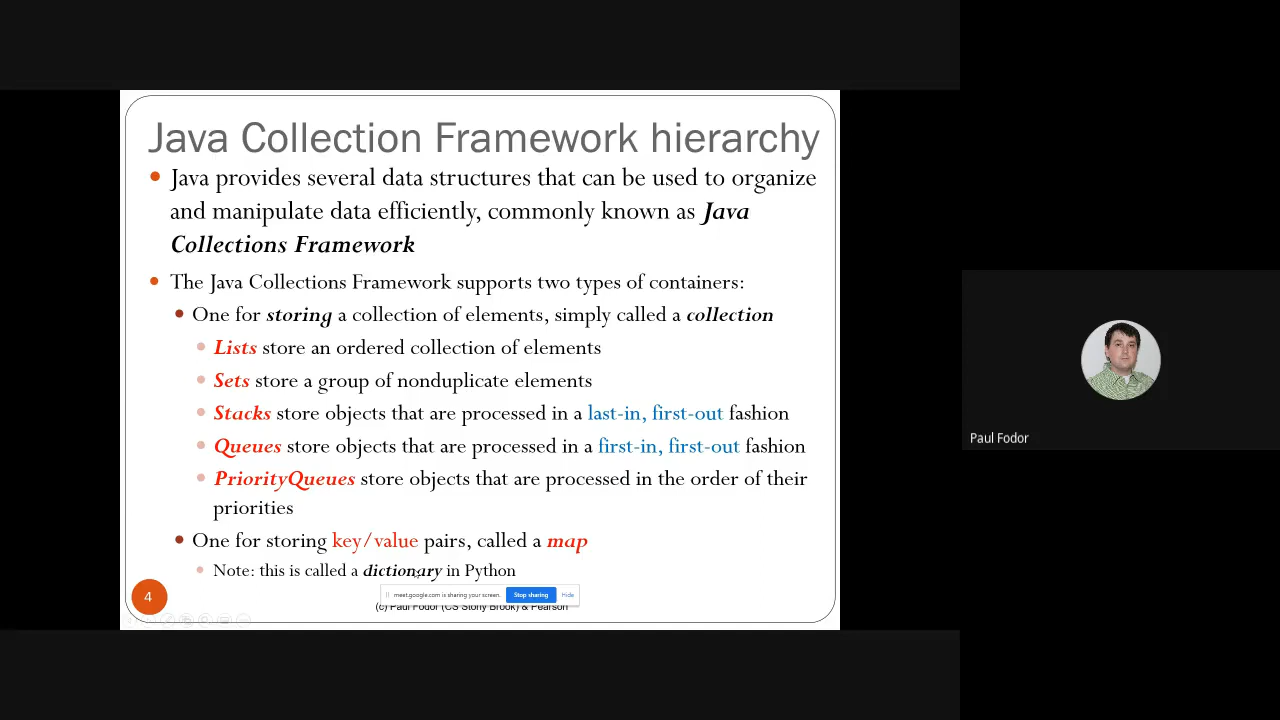 Java Collection Framework hierarchy
Java provides several data structures that can be used to organize
and manipulate data efficiently, commonly known as Java
Collections Framework
The Java Collections Framework supports two types of containers:
One for storing a collection of elements, simply called a collection
Lists store an ordered collection of elements
Sets store a group of nonduplicate elements
Stacks store objects that are processed in a last-in, first-out fashion
Queues store objects that are processed in a first-in, first-out fashion
PriorityQueues store objects that are processed in the order of their
priorities
One for storing key/value pairs, called a map
Note: this is called a dictionary in Python
meet.google.com is sharing your screen. Stop sharing Hide
4
(c) Paul Fodor (CS Stony Brook) & Pearson
Paul Fodor